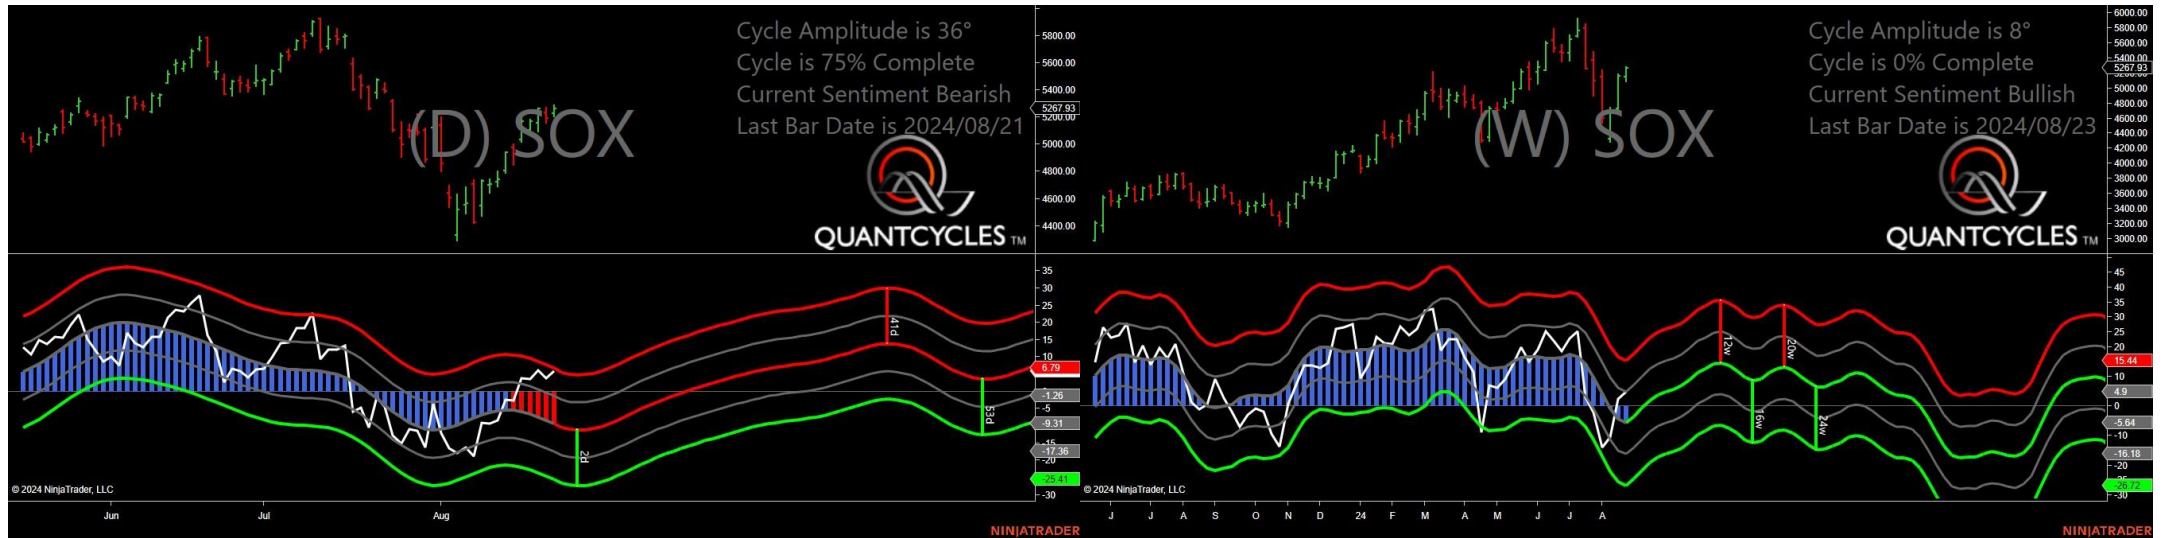 Cycle Amplitude is 36°
Cycle is 75% Complete
Current Sentiment Bearish
Last Bar Date is 2024/08/21
(D) SOX
QUANTCYCLES TM
5800.00
5600.00
5400.00
5267.93
5200.00
5000.00
4800.00
4600.00
4400.00
35
30
25
20
15
10
6.79
-1.26
-5
-9.31
-15
-17.36
-20
-25.41
-30
41d
53d
2d
© 2024 NinjaTrader, LLC
Jun Jul Aug
NINJATRADER
Cycle Amplitude is 8°
Cycle is 0% Complete
Current Sentiment Bullish
Last Bar Date is 2024/08/23
(W) SOX
QUANTCYCLES TM
6000.00
5800.00
5600.00
5400.00
5267.93
5000.00
4800.00
4600.00
4400.00
4200.00
4000.00
3800.00
3600.00
3400.00
3200.00
3000.00
45
40
35
30
25
20
15.44
10
4.9
0
-5.64
-10
-16.18
-20
-26.72
-30
12w
20w
16w
24w
© 2024 NinjaTrader, LLC
J J A S O N D 24 F M A M J J A
NINJATRADER